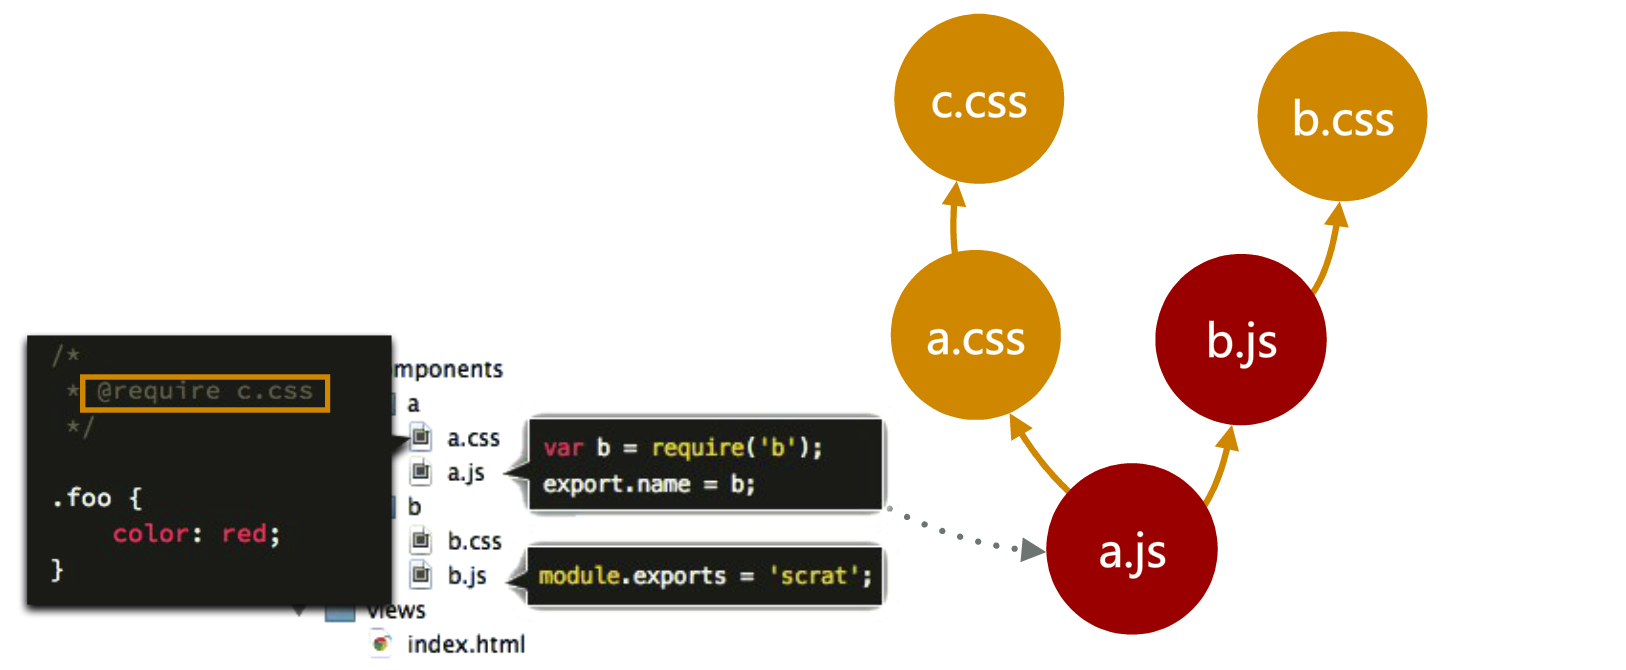 /*
* @require c.css
*/
.foo {
color: red;
}
mponents
a
a.css
a.js
b
b.css
b.js
views
index.html
var b = require('b');
export.name = b;
module.exports = 'scrat';
c.css
b.css
a.css
b.js
a.js